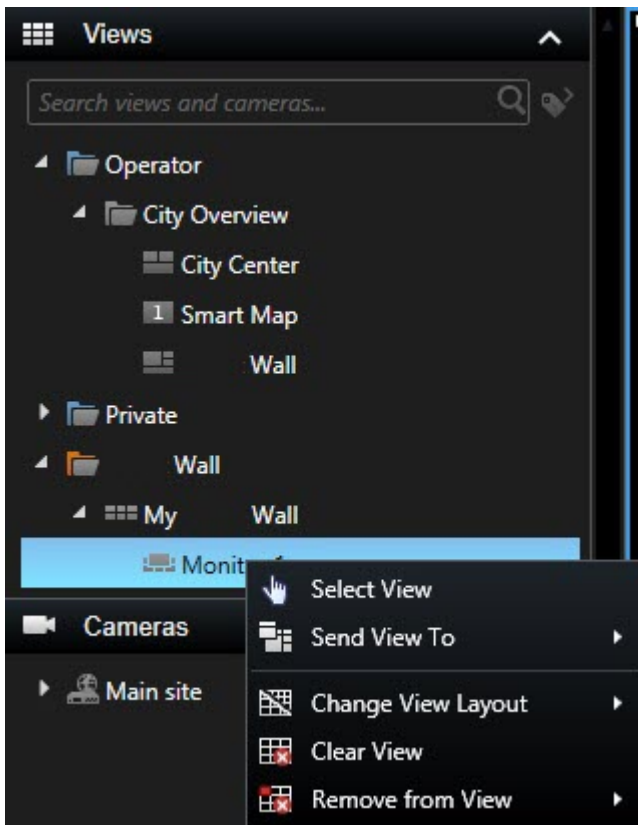 Views
Search views and cameras...
Operator
City Overview
City Center
1 Smart Map
Wall
Private
Wall
My Wall
Select View
Send View To
Cameras
Main site
Change View Layout
Clear View
Remove from View